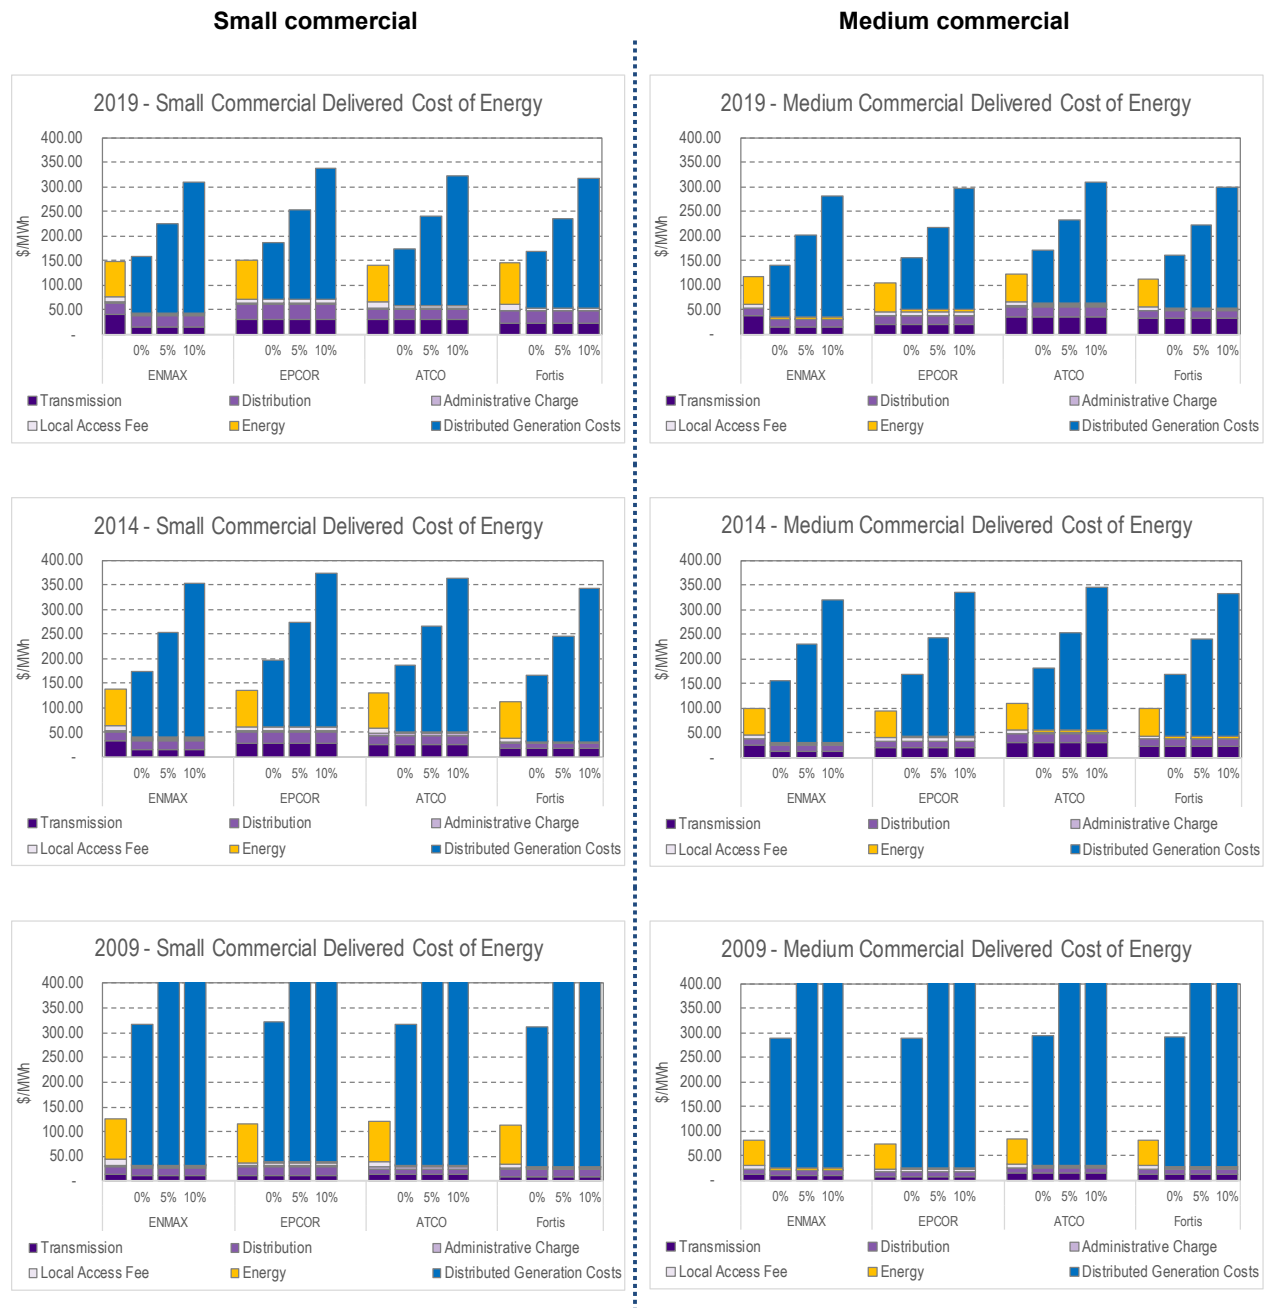 Small commercial
Medium commercial
2019 - Small Commercial Delivered Cost of Energy
$/MWh
400.00
350.00
300.00
250.00
200.00
150.00
100.00
50.00
-
0% 5% 10% 0% 5% 10% 0% 5% 10% 0% 5% 10%
ENMAX EPCOR ATCO Fortis
Transmission Distribution Administrative Charge
Local Access Fee Energy Distributed Generation Costs
2019 - Medium Commercial Delivered Cost of Energy
$/MWh
400.00
350.00
300.00
250.00
200.00
150.00
100.00
50.00
-
0% 5% 10% 0% 5% 10% 0% 5% 10% 0% 5% 10%
ENMAX EPCOR ATCO Fortis
Transmission Distribution Administrative Charge
Local Access Fee Energy Distributed Generation Costs
2014 - Small Commercial Delivered Cost of Energy
$/MWh
400.00
350.00
300.00
250.00
200.00
150.00
100.00
50.00
-
0% 5% 10% 0% 5% 10% 0% 5% 10% 0% 5% 10%
ENMAX EPCOR ATCO Fortis
Transmission Distribution Administrative Charge
Local Access Fee Energy Distributed Generation Costs
2014 - Medium Commercial Delivered Cost of Energy
$/MWh
400.00
350.00
300.00
250.00
200.00
150.00
100.00
50.00
-
0% 5% 10% 0% 5% 10% 0% 5% 10% 0% 5% 10%
ENMAX EPCOR ATCO Fortis
Transmission Distribution Administrative Charge
Local Access Fee Energy Distributed Generation Costs
2009 - Small Commercial Delivered Cost of Energy
$/MWh
400.00
350.00
300.00
250.00
200.00
150.00
100.00
50.00
-
0% 5% 10% 0% 5% 10% 0% 5% 10% 0% 5% 10%
ENMAX EPCOR ATCO Fortis
Transmission Distribution Administrative Charge
Local Access Fee Energy Distributed Generation Costs
2009 - Medium Commercial Delivered Cost of Energy
$/MWh
400.00
350.00
300.00
250.00
200.00
150.00
100.00
50.00
-
0% 5% 10% 0% 5% 10% 0% 5% 10% 0% 5% 10%
ENMAX EPCOR ATCO Fortis
Transmission Distribution Administrative Charge
Local Access Fee Energy Distributed Generation Costs